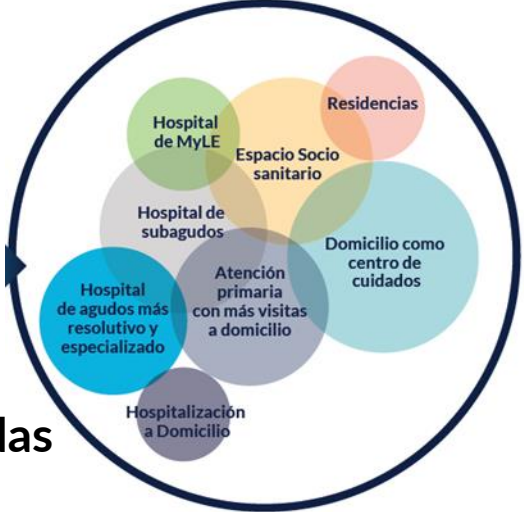 Residencias
Hospital
de MyLE
Espacio Socio
sanitario
Hospital de
subagudos
Domicilio como
centro de
cuidados
Atención
primaria
con más visitas
a domicilio
Hospital
de agudos más
resolutivo y
especializado
Hospitalización
a Domicilio
las